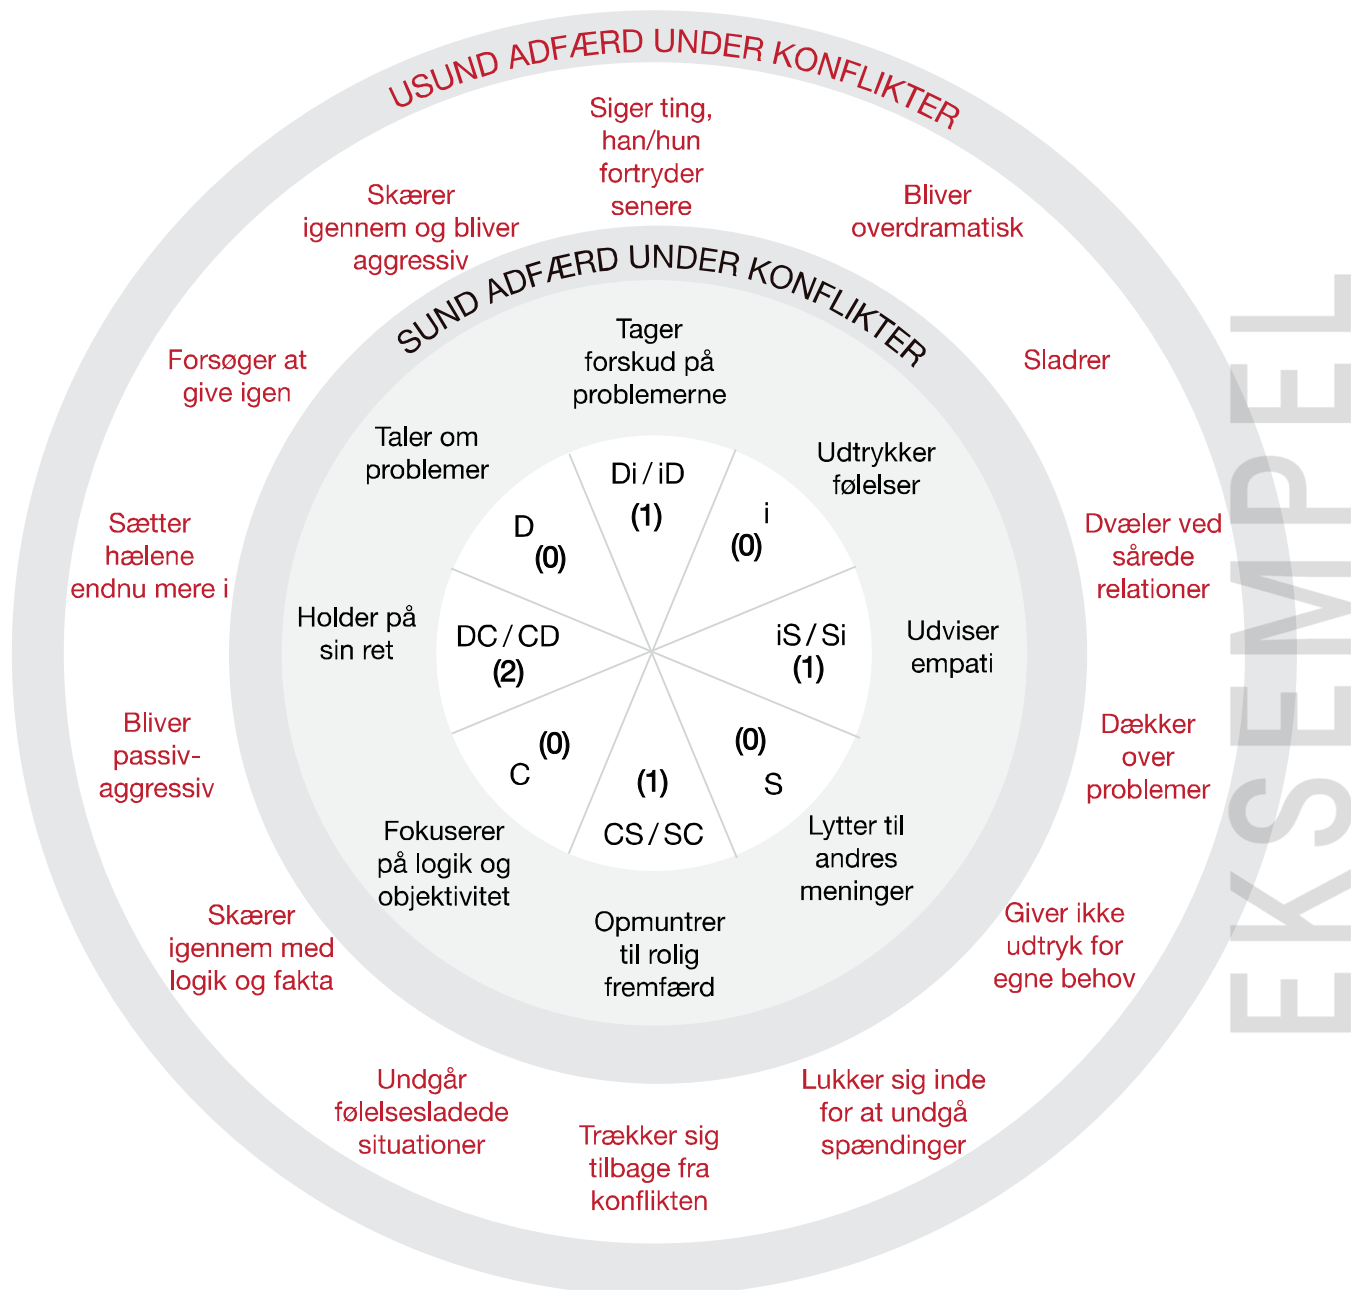 USUND ADFÆRD UNDER KONFLIKTER
Siger ting,
han/hun
fortryder
senere
Skærer
igennem og bliver
aggressiv
Bliver
overdramatisk
SUND ADFÆRD UNDER KONFLIKTER
Forsøger at
give igen
Tager
forskud på
problemerne
Sladrer
Taler om
problemer
Udtrykker
følelser
Di / iD
(1)
D
(0)
i
(0)
Sætter
hælene
endnu mere i
Dvæler ved
sårede
relationer
Holder på
sin ret
DC / CD
(2)
iS / Si
(1)
Udviser
empati
Bliver
passiv-
aggressiv
(0)
C
(1)
CS / SC
(0)
S
Dækker
over
problemer
Fokuserer
på logik og
objektivitet
Lytter til
andres
meninger
Skærer
igennem med
logik og fakta
Opmuntrer
til rolig
fremfærd
Giver ikke
udtryk for
egne behov
Undgår
følelsesladede
situationer
Trækker sig
tilbage fra
konflikten
Lukker sig inde
for at undgå
spændinger
EKSEMPEL